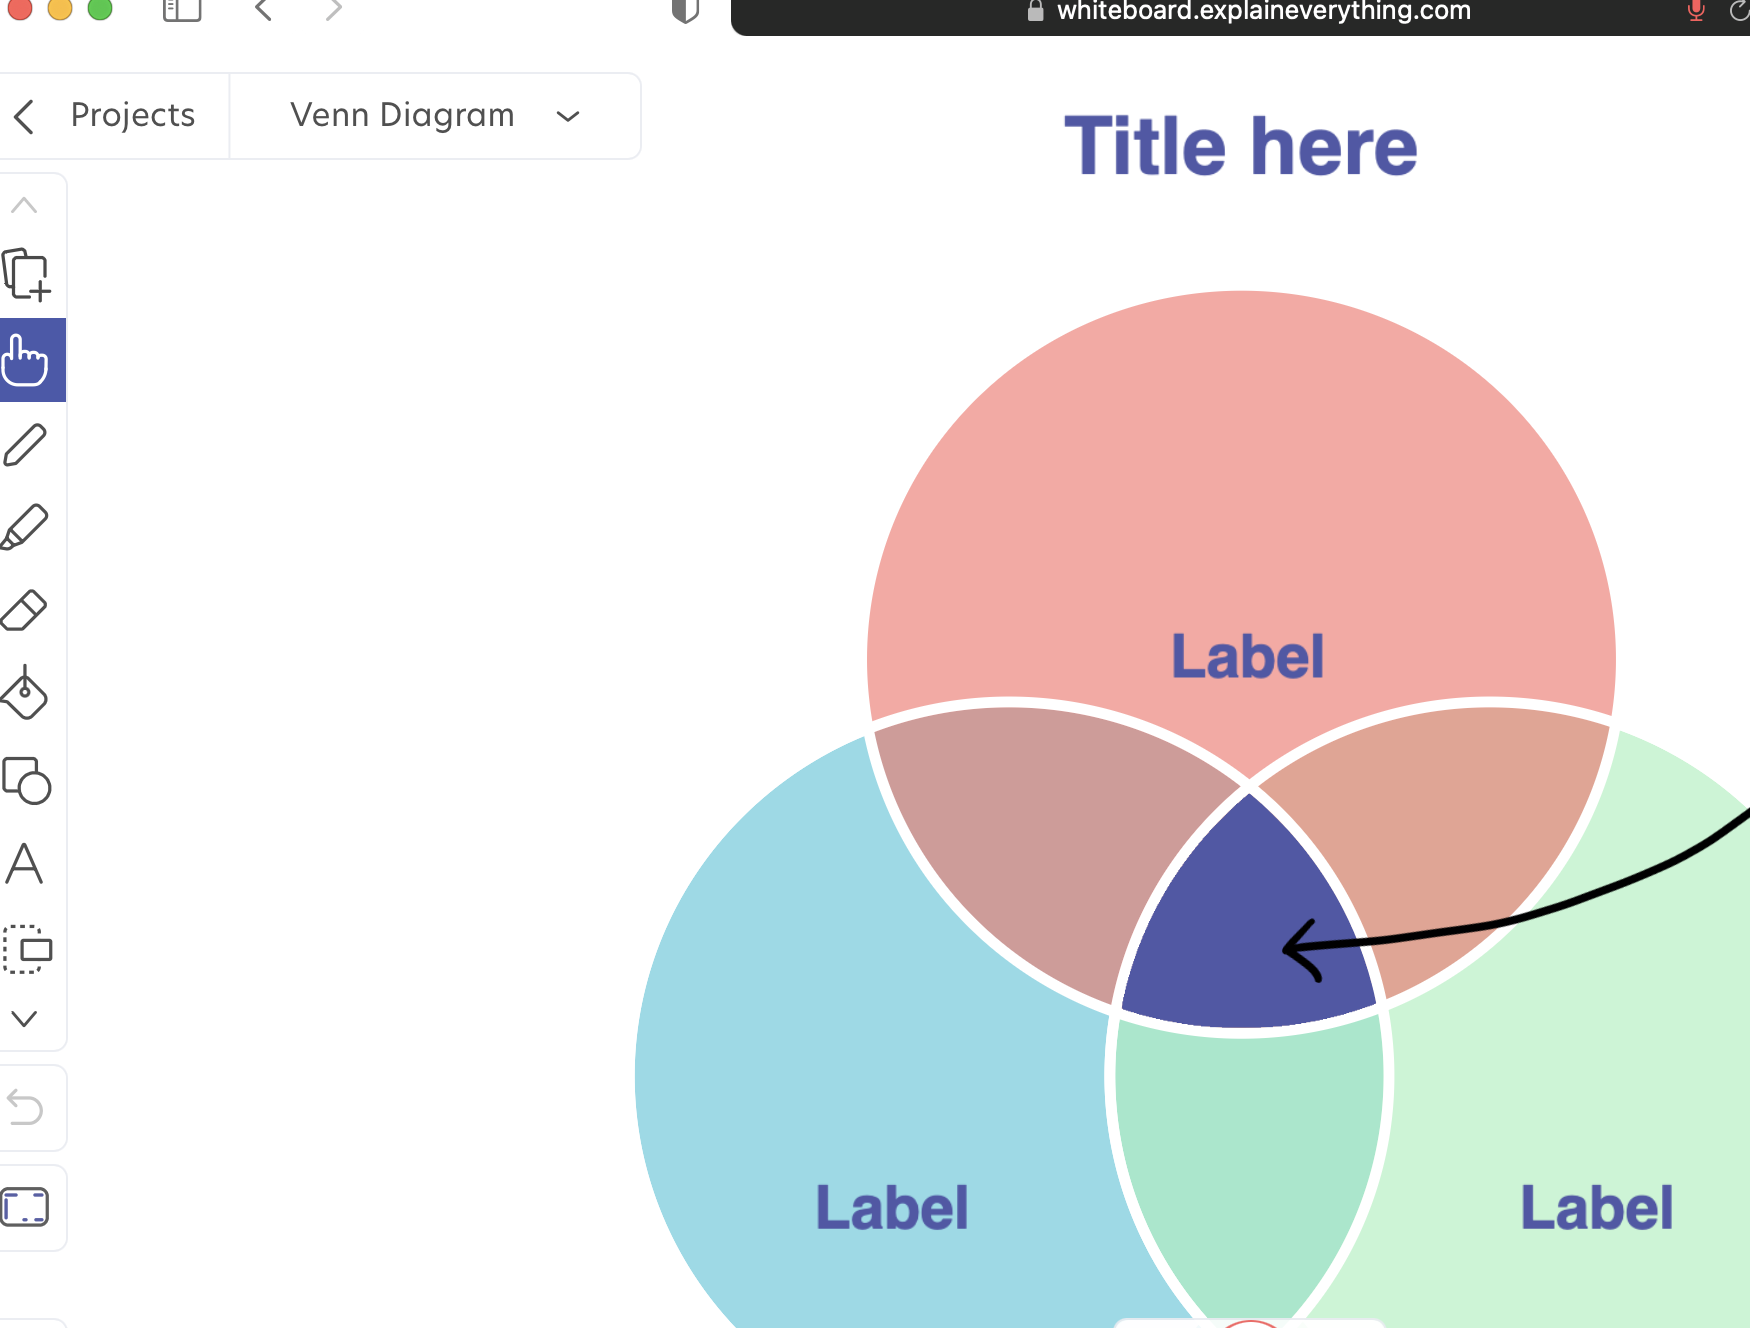 whiteboard.explaineverything.com
Projects
Venn Diagram
Title here
Label
Label
Label